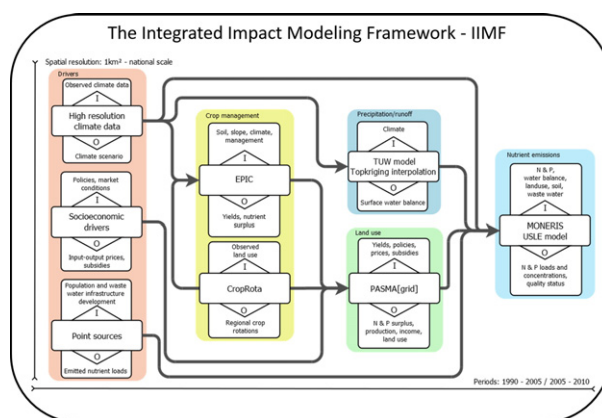 The Integrated Impact Modeling Framework - IIMF
Spatial resolution: 1km² - national scale
Drivers
Observed climate data
I
High resolution
climate data
O
Climate scenario
Policies, market
conditions
I
Socioeconomic
drivers
O
Input-output prices,
subsidies
Population and waste
water infrastructure
development
I
Point sources
O
Emitted nutrient loads
Crop management
Soil, slope, climate,
management
I
EPIC
O
Yields, nutrient
surplus
Observed
land use
I
CropRota
O
Regional crop
rotations
Precipitation/runoff
Climate
I
TUW model
Topkriging interpolation
O
Surface water balance
Land use
Yields, policies,
prices, subsidies
I
PASMA[grid]
O
N & P surplus,
production, income,
land use
Nutrient emissions
N & P,
water balance,
landuse, soil,
waste water
I
MONERIS
USLE model
O
N & P loads and
concentrations,
quality status
Periods: 1990 - 2005 / 2005 - 2010